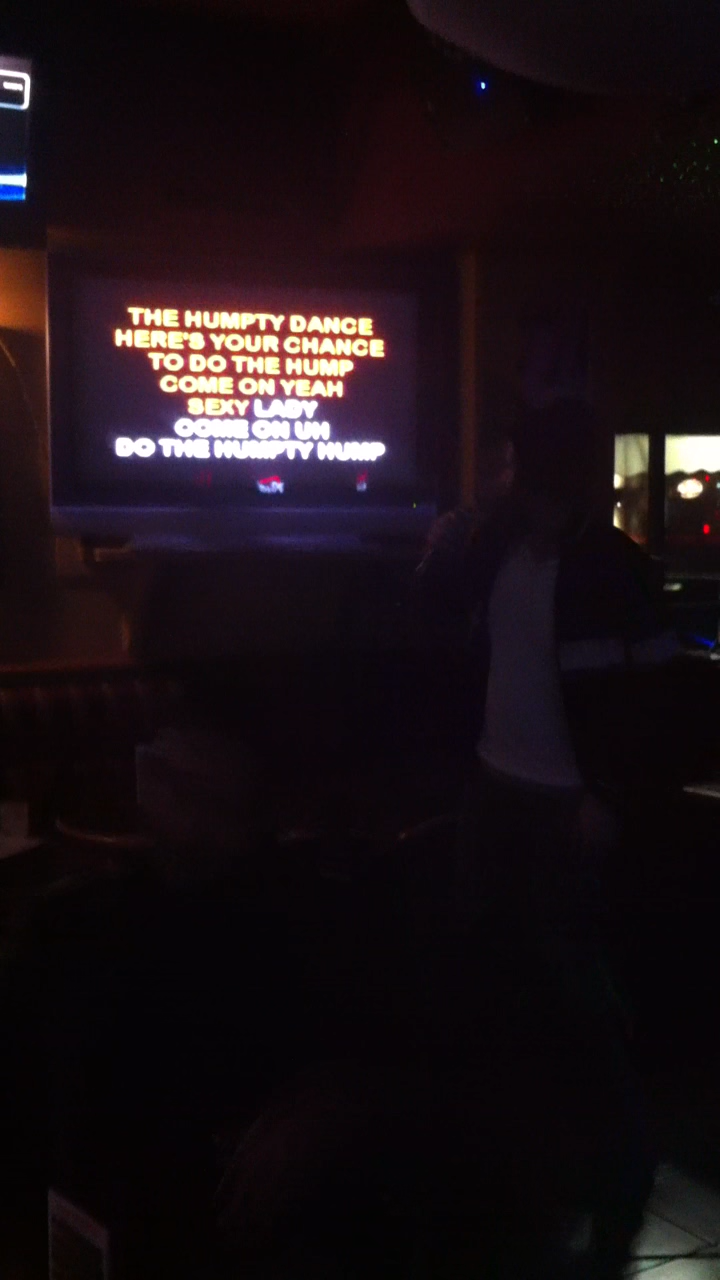 THE HUMPTY DANCE
HERE'S YOUR CHANCE
TO DO THE HUMP
COME ON YEAH
SEXY LADY
COME ON UH
DO THE HUMPTY HUMP